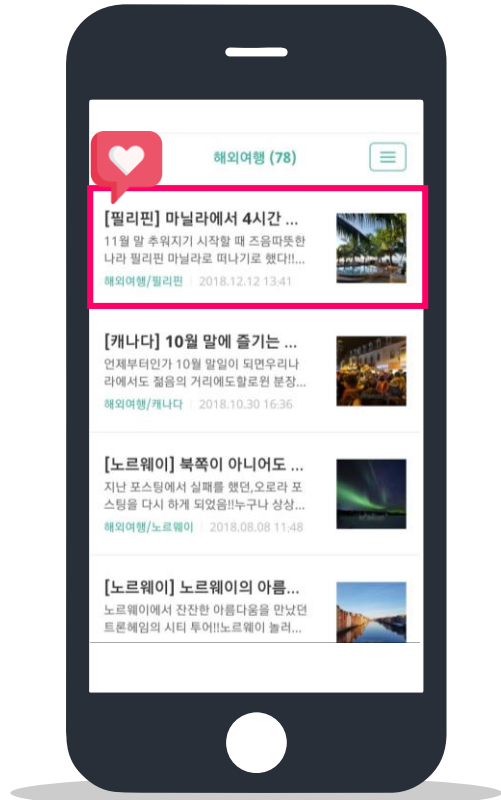 해외여행 (78)
[필리핀] 마닐라에서 4시간 ...
11월 말 추워지기 시작할 때 즈음따뜻한
나라 필리핀 마닐라로 떠나기로 했다!!...
해외여행/필리핀 2018.12.12 13:41
[캐나다] 10월 말에 즐기는 ...
언제부터인가 10월 말일이 되면우리나
라에서도 젊음의 거리에도할로윈 분장...
해외여행/캐나다 2018.10.30 16:36
[노르웨이] 북쪽이 아니어도 ...
지난 포스팅에서 실패를 했던,오로라 포
스팅을 다시 하게 되었음!!누구나 상상...
해외여행/노르웨이 2018.08.08 11:48
[노르웨이] 노르웨이의 아름...
노르웨이에서 잔잔한 아름다움을 만났던
트론헤임의 시티 투어!!노르웨이 놀러...